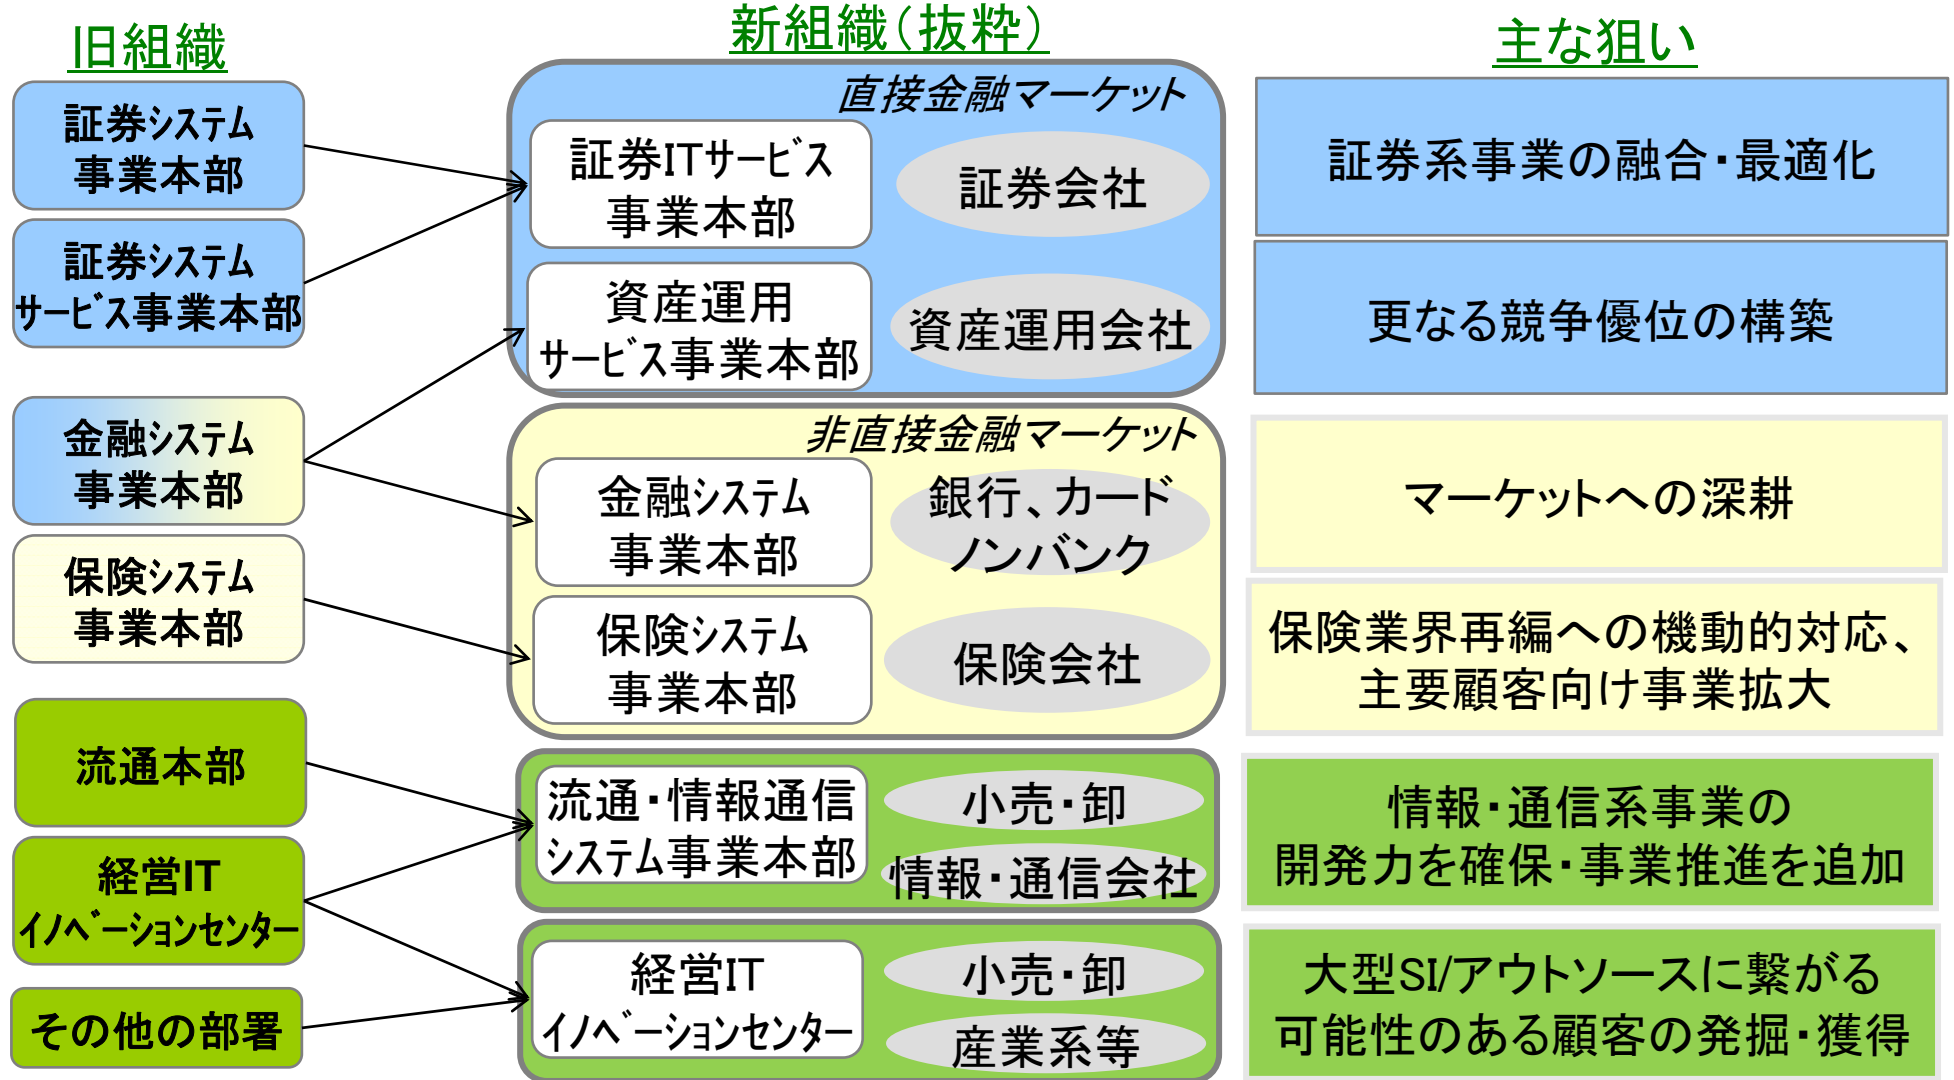 旧組織
新組織（抜粋）
主な狙い
証券ｼｽﾃﾑ
事業本部
証券ｼｽﾃﾑ
ｻｰﾋﾞｽ事業本部
金融ｼｽﾃﾑ
事業本部
保険ｼｽﾃﾑ
事業本部
流通本部
経営IT
ｲﾉﾍﾞｰｼｮﾝｾﾝﾀｰ
その他の部署
直接金融マーケット
証券ITｻｰﾋﾞｽ
事業本部
証券会社
資産運用
ｻｰﾋﾞｽ事業本部
資産運用会社
非直接金融マーケット
金融ｼｽﾃﾑ
事業本部
銀行、カード
ノンバンク
保険ｼｽﾃﾑ
事業本部
保険会社
流通・情報通信
ｼｽﾃﾑ事業本部
小売・卸
情報・通信会社
経営IT
ｲﾉﾍﾞｰｼｮﾝｾﾝﾀｰ
小売・卸
産業系等
証券系事業の融合・最適化
更なる競争優位の構築
マーケットへの深耕
保険業界再編への機動的対応、
主要顧客向け事業拡大
情報・通信系事業の
開発力を確保・事業推進を追加
大型SI/アウトソースに繋がる
可能性のある顧客の発掘・獲得